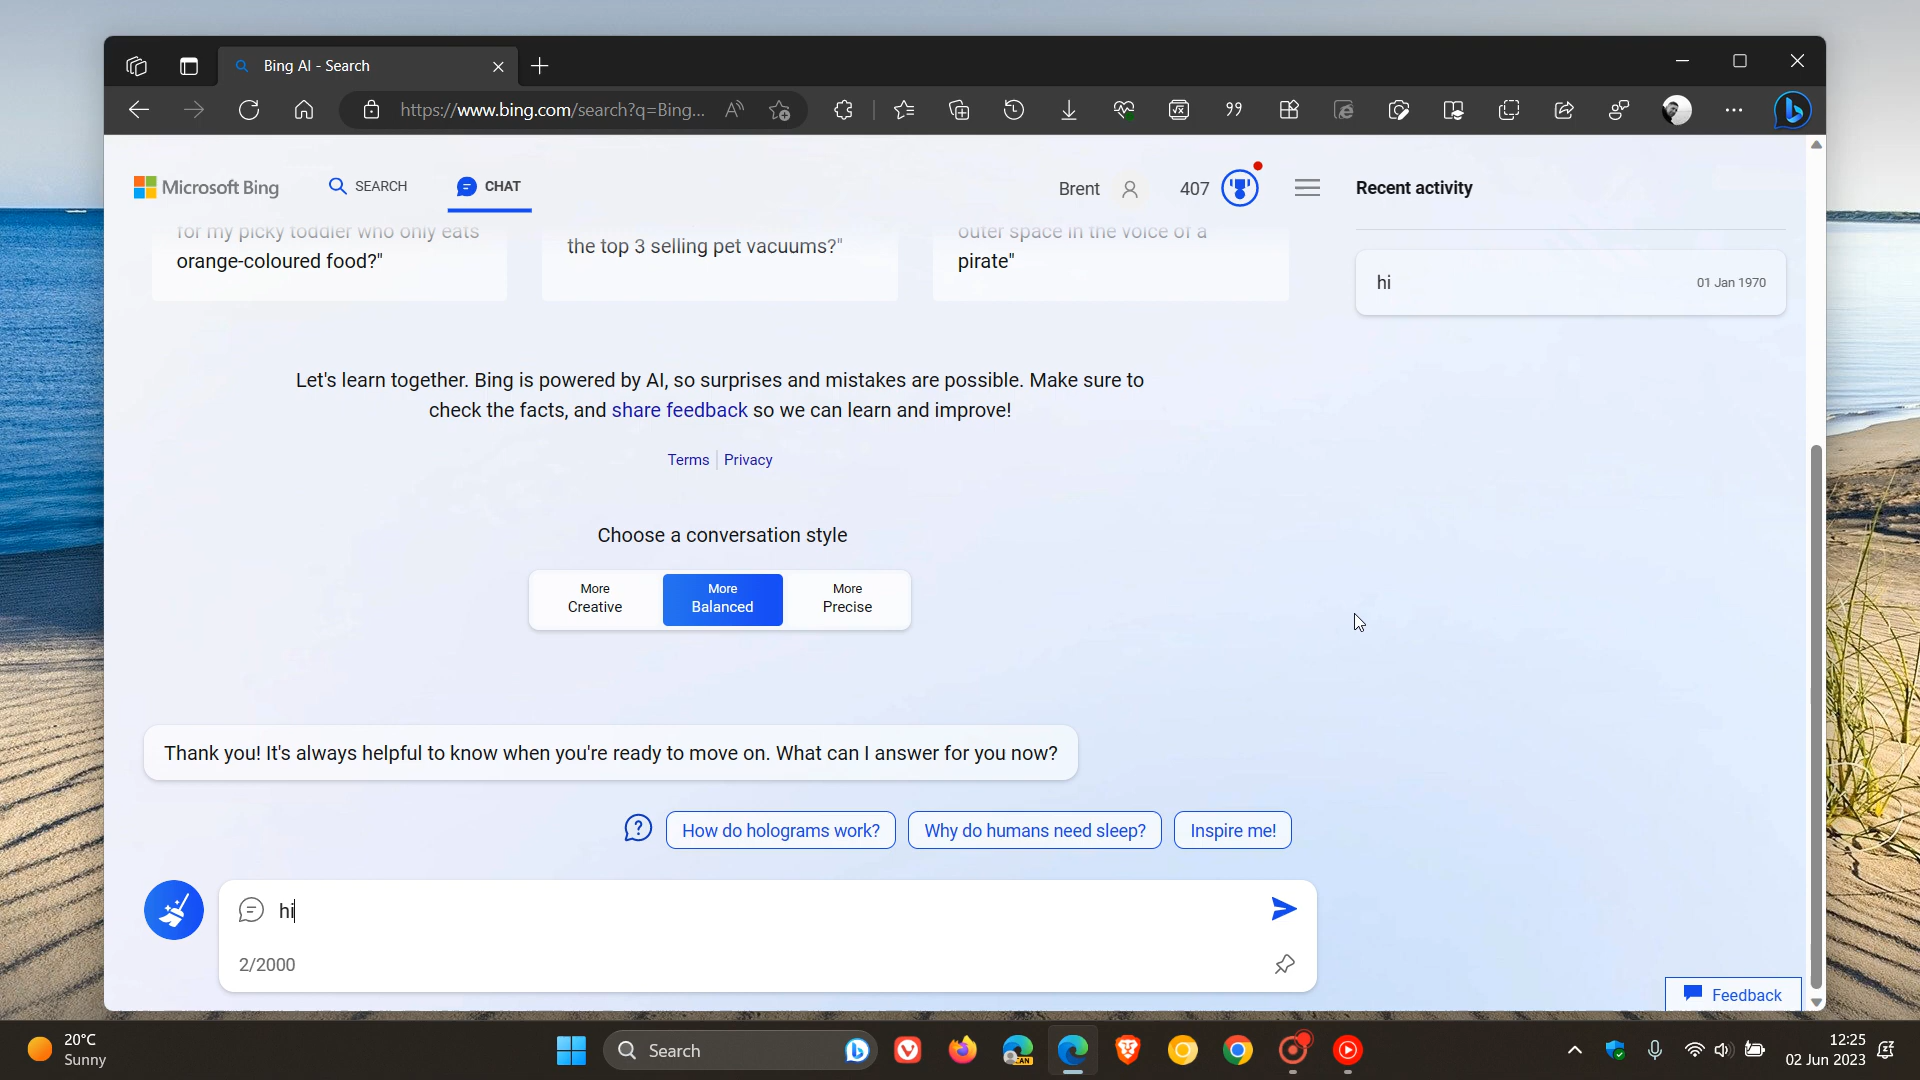 Bing AI - Search
https://www.bing.com/search?q=Bing...
Microsoft Bing
SEARCH
CHAT
Brent
407
Recent activity
for my picky toddler who only eats
orange-coloured food?"
the top 3 selling pet vacuums?"
outer space in the voice of a
pirate"
hi
01 Jan 1970
Let's learn together. Bing is powered by AI, so surprises and mistakes are possible. Make sure to
check the facts, and share feedback so we can learn and improve!
Terms
Privacy
Choose a conversation style
More
Creative
More
Balanced
More
Precise
Thank you! It's always helpful to know when you're ready to move on. What can I answer for you now?
How do holograms work?
Why do humans need sleep?
Inspire me!
hi
2/2000
Feedback
20°C
Sunny
Search
CAN
12:25
02 Jun 2023